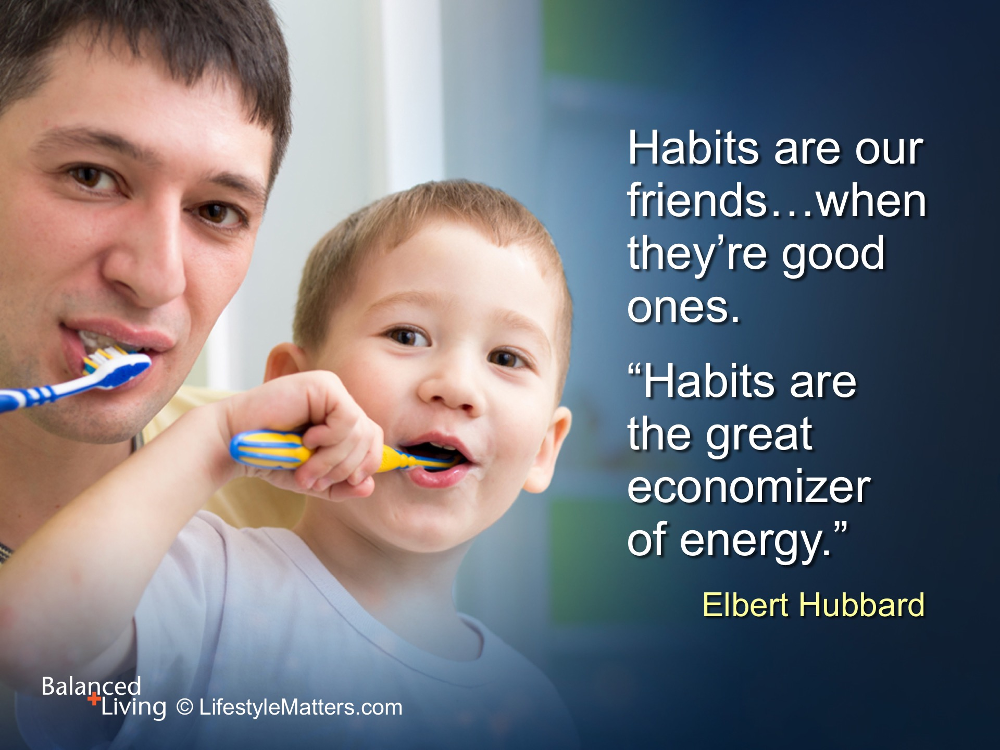 Habits are our
friends…when
they’re good
ones.
“Habits are
the great
economizer
of energy.”
Elbert Hubbard
Balanced
+Living © LifestyleMatters.com